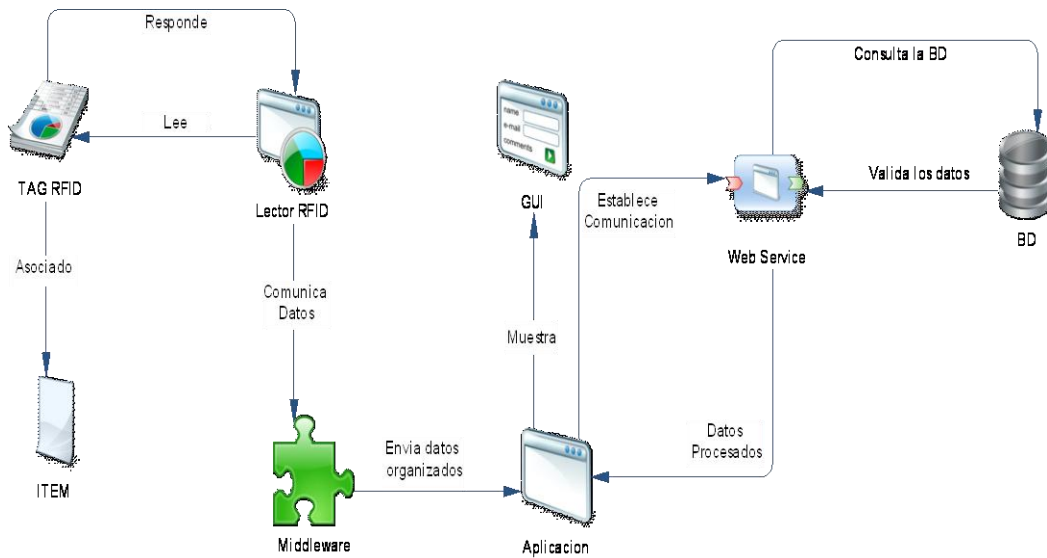 Responde
Consulta la BD
name
e-mail
comments
Lee
TAG RFID
Lector RFID
GUI
Establece
Comunicacion
Valida los datos
Web Service
BD
Asociado
Comunica
Datos
Muestra
ITEM
Envia datos
organizados
Datos
Procesados
Middleware
Aplicacion